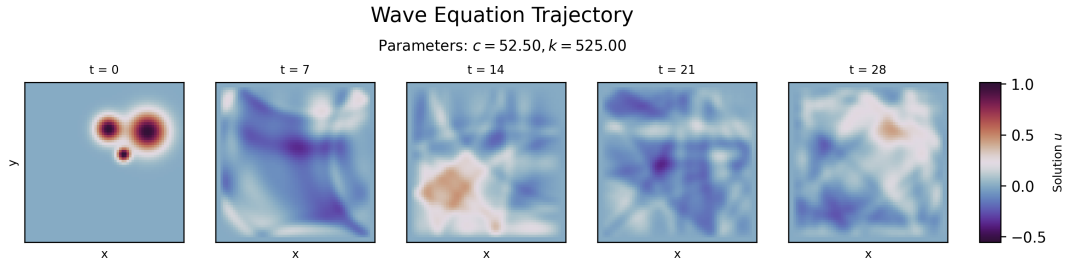 Wave Equation Trajectory
Parameters: c = 52.50, k = 525.00
t = 0
t = 7
t = 14
t = 21
t = 28
y
x
x
x
x
x
1.0
0.5
0.0
−0.5
Solution u